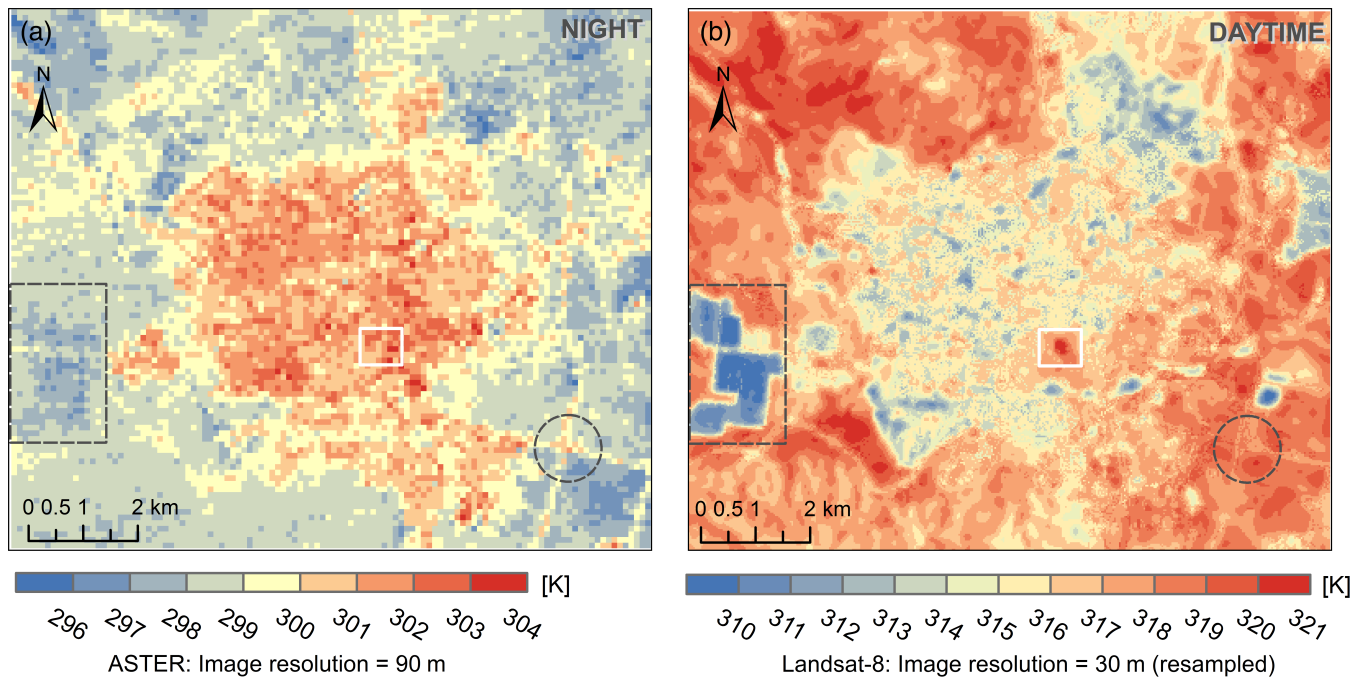 (a)
NIGHT
N
0 0.5 1 2 km
296 297 298 299 300 301 302 303 304
[K]
ASTER: Image resolution = 90 m
(b)
DAYTIME
N
0 0.5 1 2 km
310 311 312 313 314 315 316 317 318 319 320 321
[K]
Landsat-8: Image resolution = 30 m (resampled)